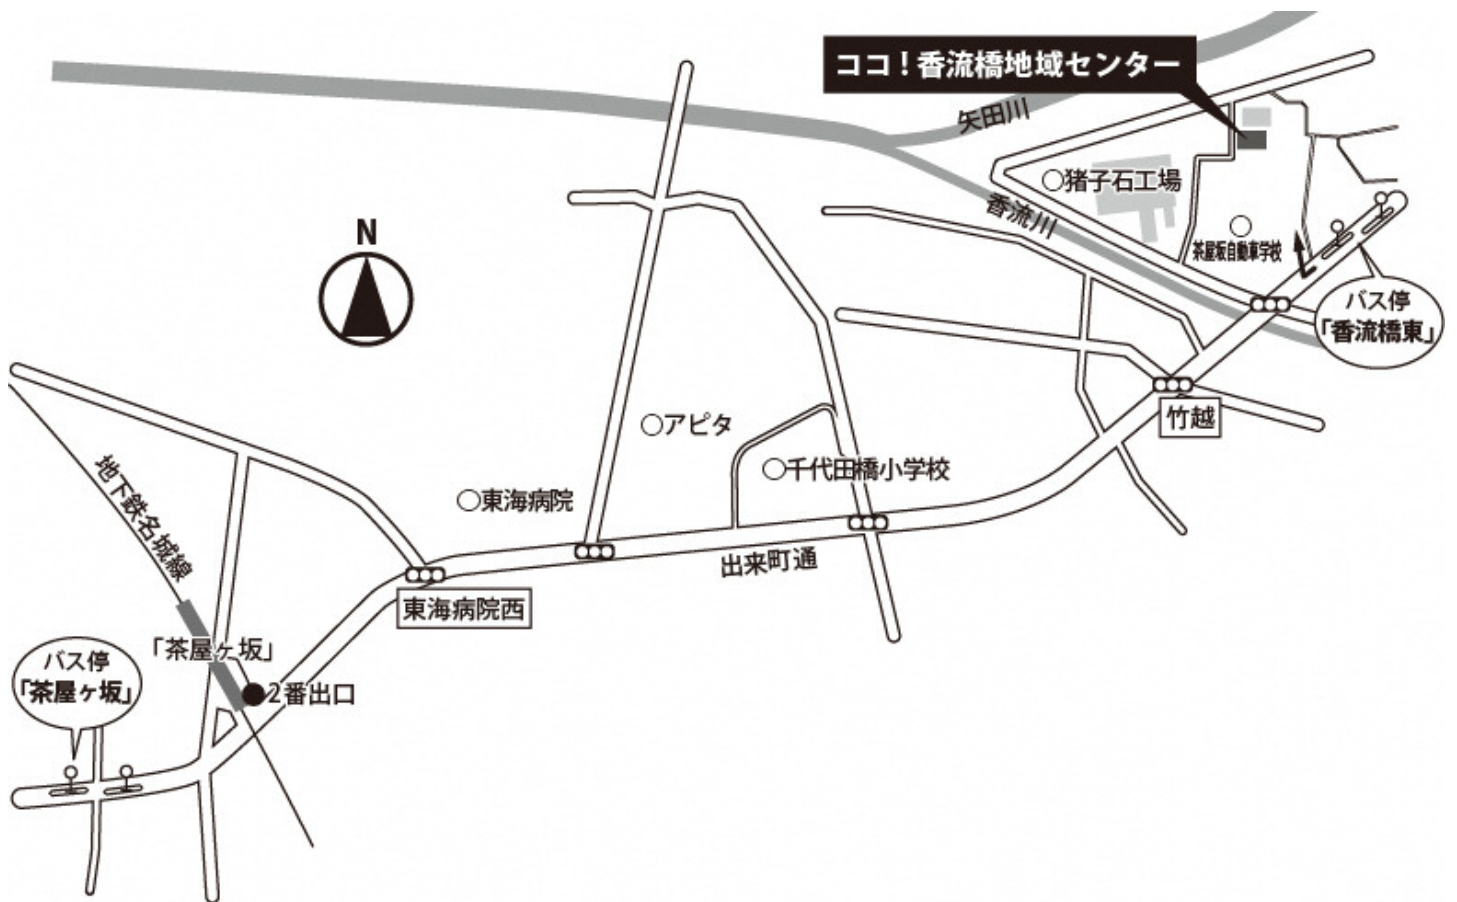 ココ！香流橋地域センター
矢田川
N
猪子石工場
香流川
茶屋坂自動車学校
バス停
「香流橋東」
竹越
アピタ
千代田橋小学校
東海病院
地下鉄名城線
出来町通
東海病院西
「茶屋ヶ坂」
バス停
「茶屋ヶ坂」
2番出口